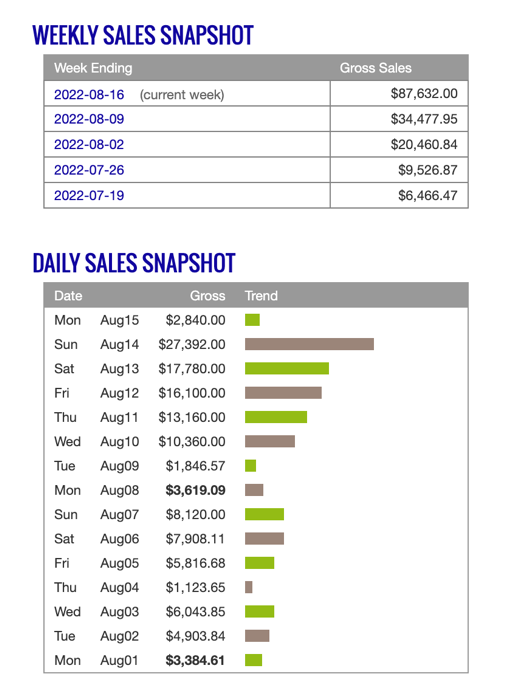 WEEKLY SALES SNAPSHOT
Week Ending Gross Sales
2022-08-16 (current week) $87,632.00
2022-08-09 $34,477.95
2022-08-02 $20,460.84
2022-07-26 $9,526.87
2022-07-19 $6,466.47
DAILY SALES SNAPSHOT
Date Gross Trend
Mon Aug15 $2,840.00
Sun Aug14 $27,392.00
Sat Aug13 $17,780.00
Fri Aug12 $16,100.00
Thu Aug11 $13,160.00
Wed Aug10 $10,360.00
Tue Aug09 $1,846.57
Mon Aug08 $3,619.09
Sun Aug07 $8,120.00
Sat Aug06 $7,908.11
Fri Aug05 $5,816.68
Thu Aug04 $1,123.65
Wed Aug03 $6,043.85
Tue Aug02 $4,903.84
Mon Aug01 $3,384.61